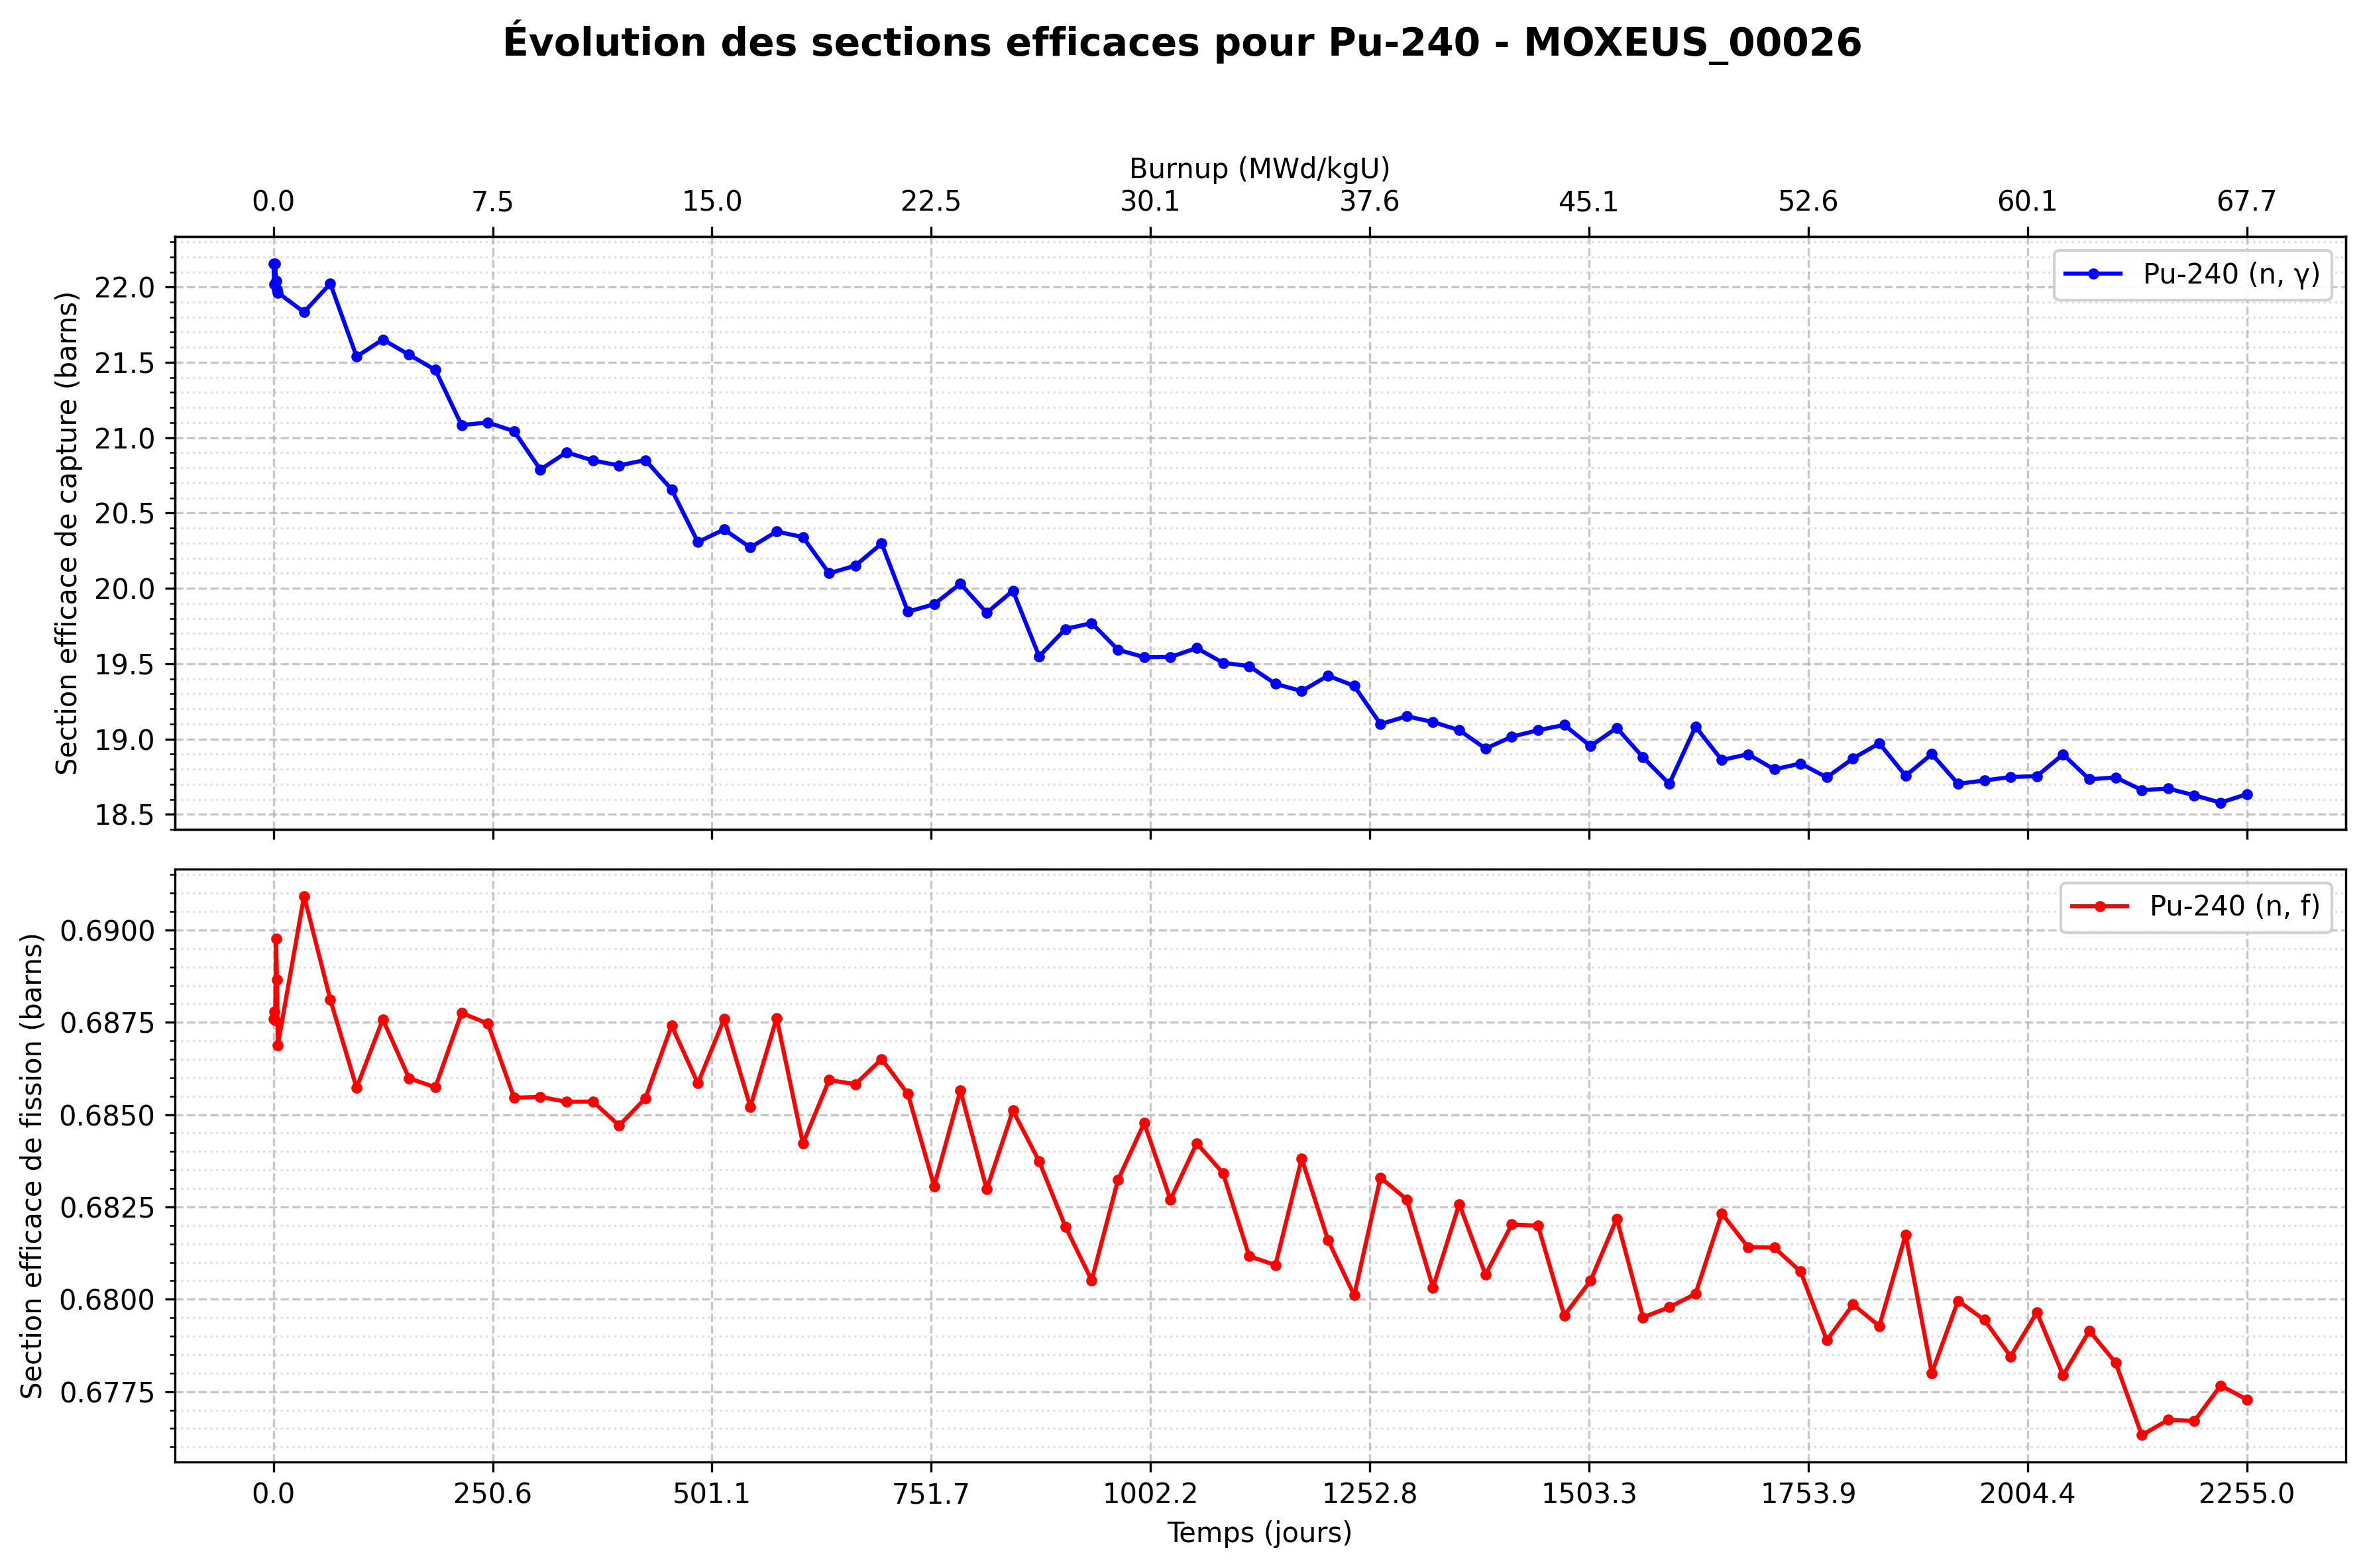 Évolution des sections efficaces pour Pu-240 - MOXEUS_00026
Burnup (MWd/kgU)
0.0 7.5 15.0 22.5 30.1 37.6 45.1 52.6 60.1 67.7
Section efficace de capture (barns)
22.0
21.5
21.0
20.5
20.0
19.5
19.0
18.5
Pu-240 (n, γ)
Section efficace de fission (barns)
0.6900
0.6875
0.6850
0.6825
0.6800
0.6775
Pu-240 (n, f)
0.0 250.6 501.1 751.7 1002.2 1252.8 1503.3 1753.9 2004.4 2255.0
Temps (jours)